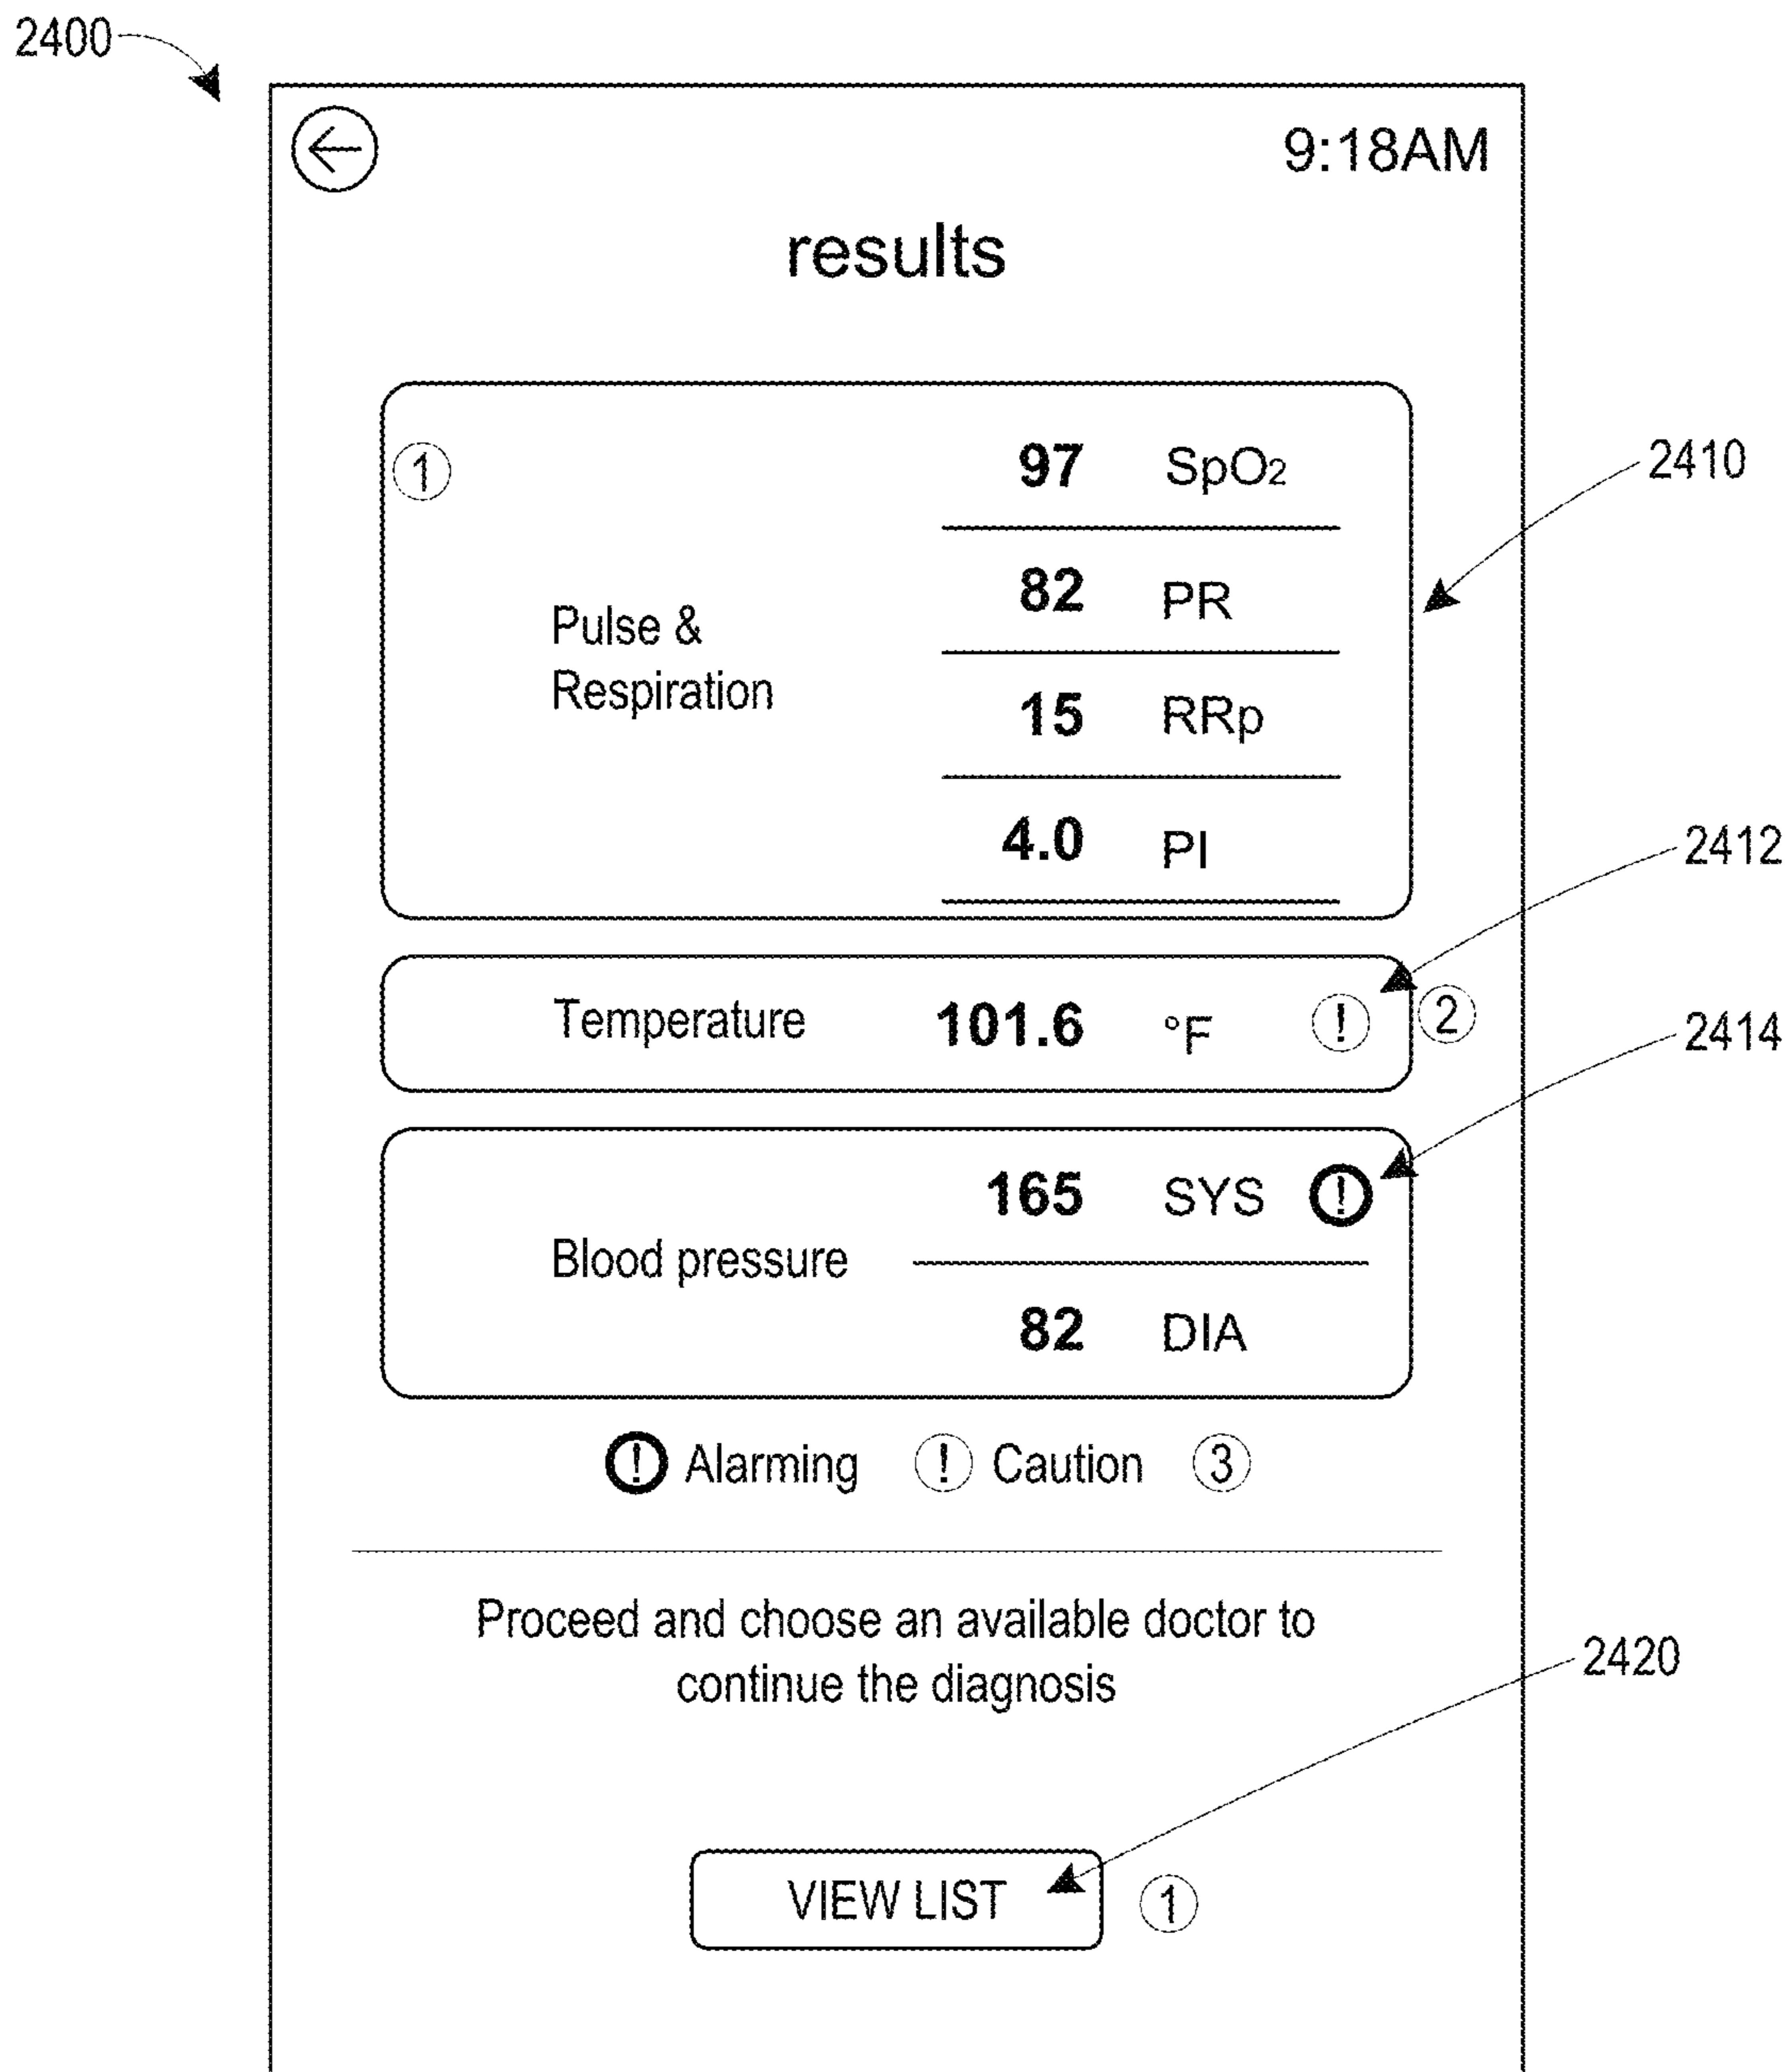 2400
9:18AM
results
①
97 SpO₂
2410
82 PR
Pulse &
Respiration
15 RRp
4.0 PI
2412
Temperature 101.6 °F ! ②
2414
165 SYS !
Blood pressure
82 DIA
! Alarming ! Caution ③
Proceed and choose an available doctor to
continue the diagnosis
2420
VIEW LIST ①